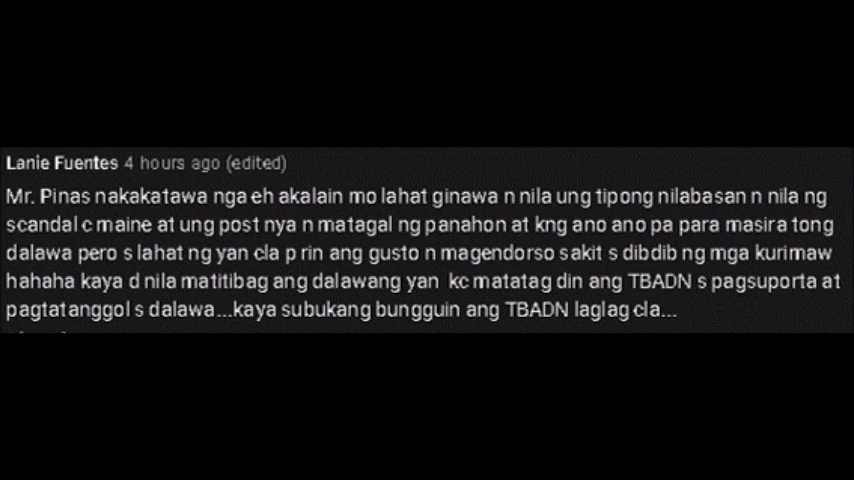 Lanie Fuentes 4 hours ago (edited)
Mr. Pinas nakakatawa nga eh akalain mo lahat ginawa n nila ung tipong nilabasan n nila ng
scandal c maine at ung post nya n matagal ng panahon at kng ano ano pa para masira tong
dalawa pero s lahat ng yan cla p rin ang gusto n magendorso sakit s dibdib ng mga kurimaw
hahaha kaya d nila matitibag ang dalawang yan kc matatag din ang TBADN s pagsuporta at
pagtatanggol s dalawa...kaya subukang bungguin ang TBADN laglag cla...